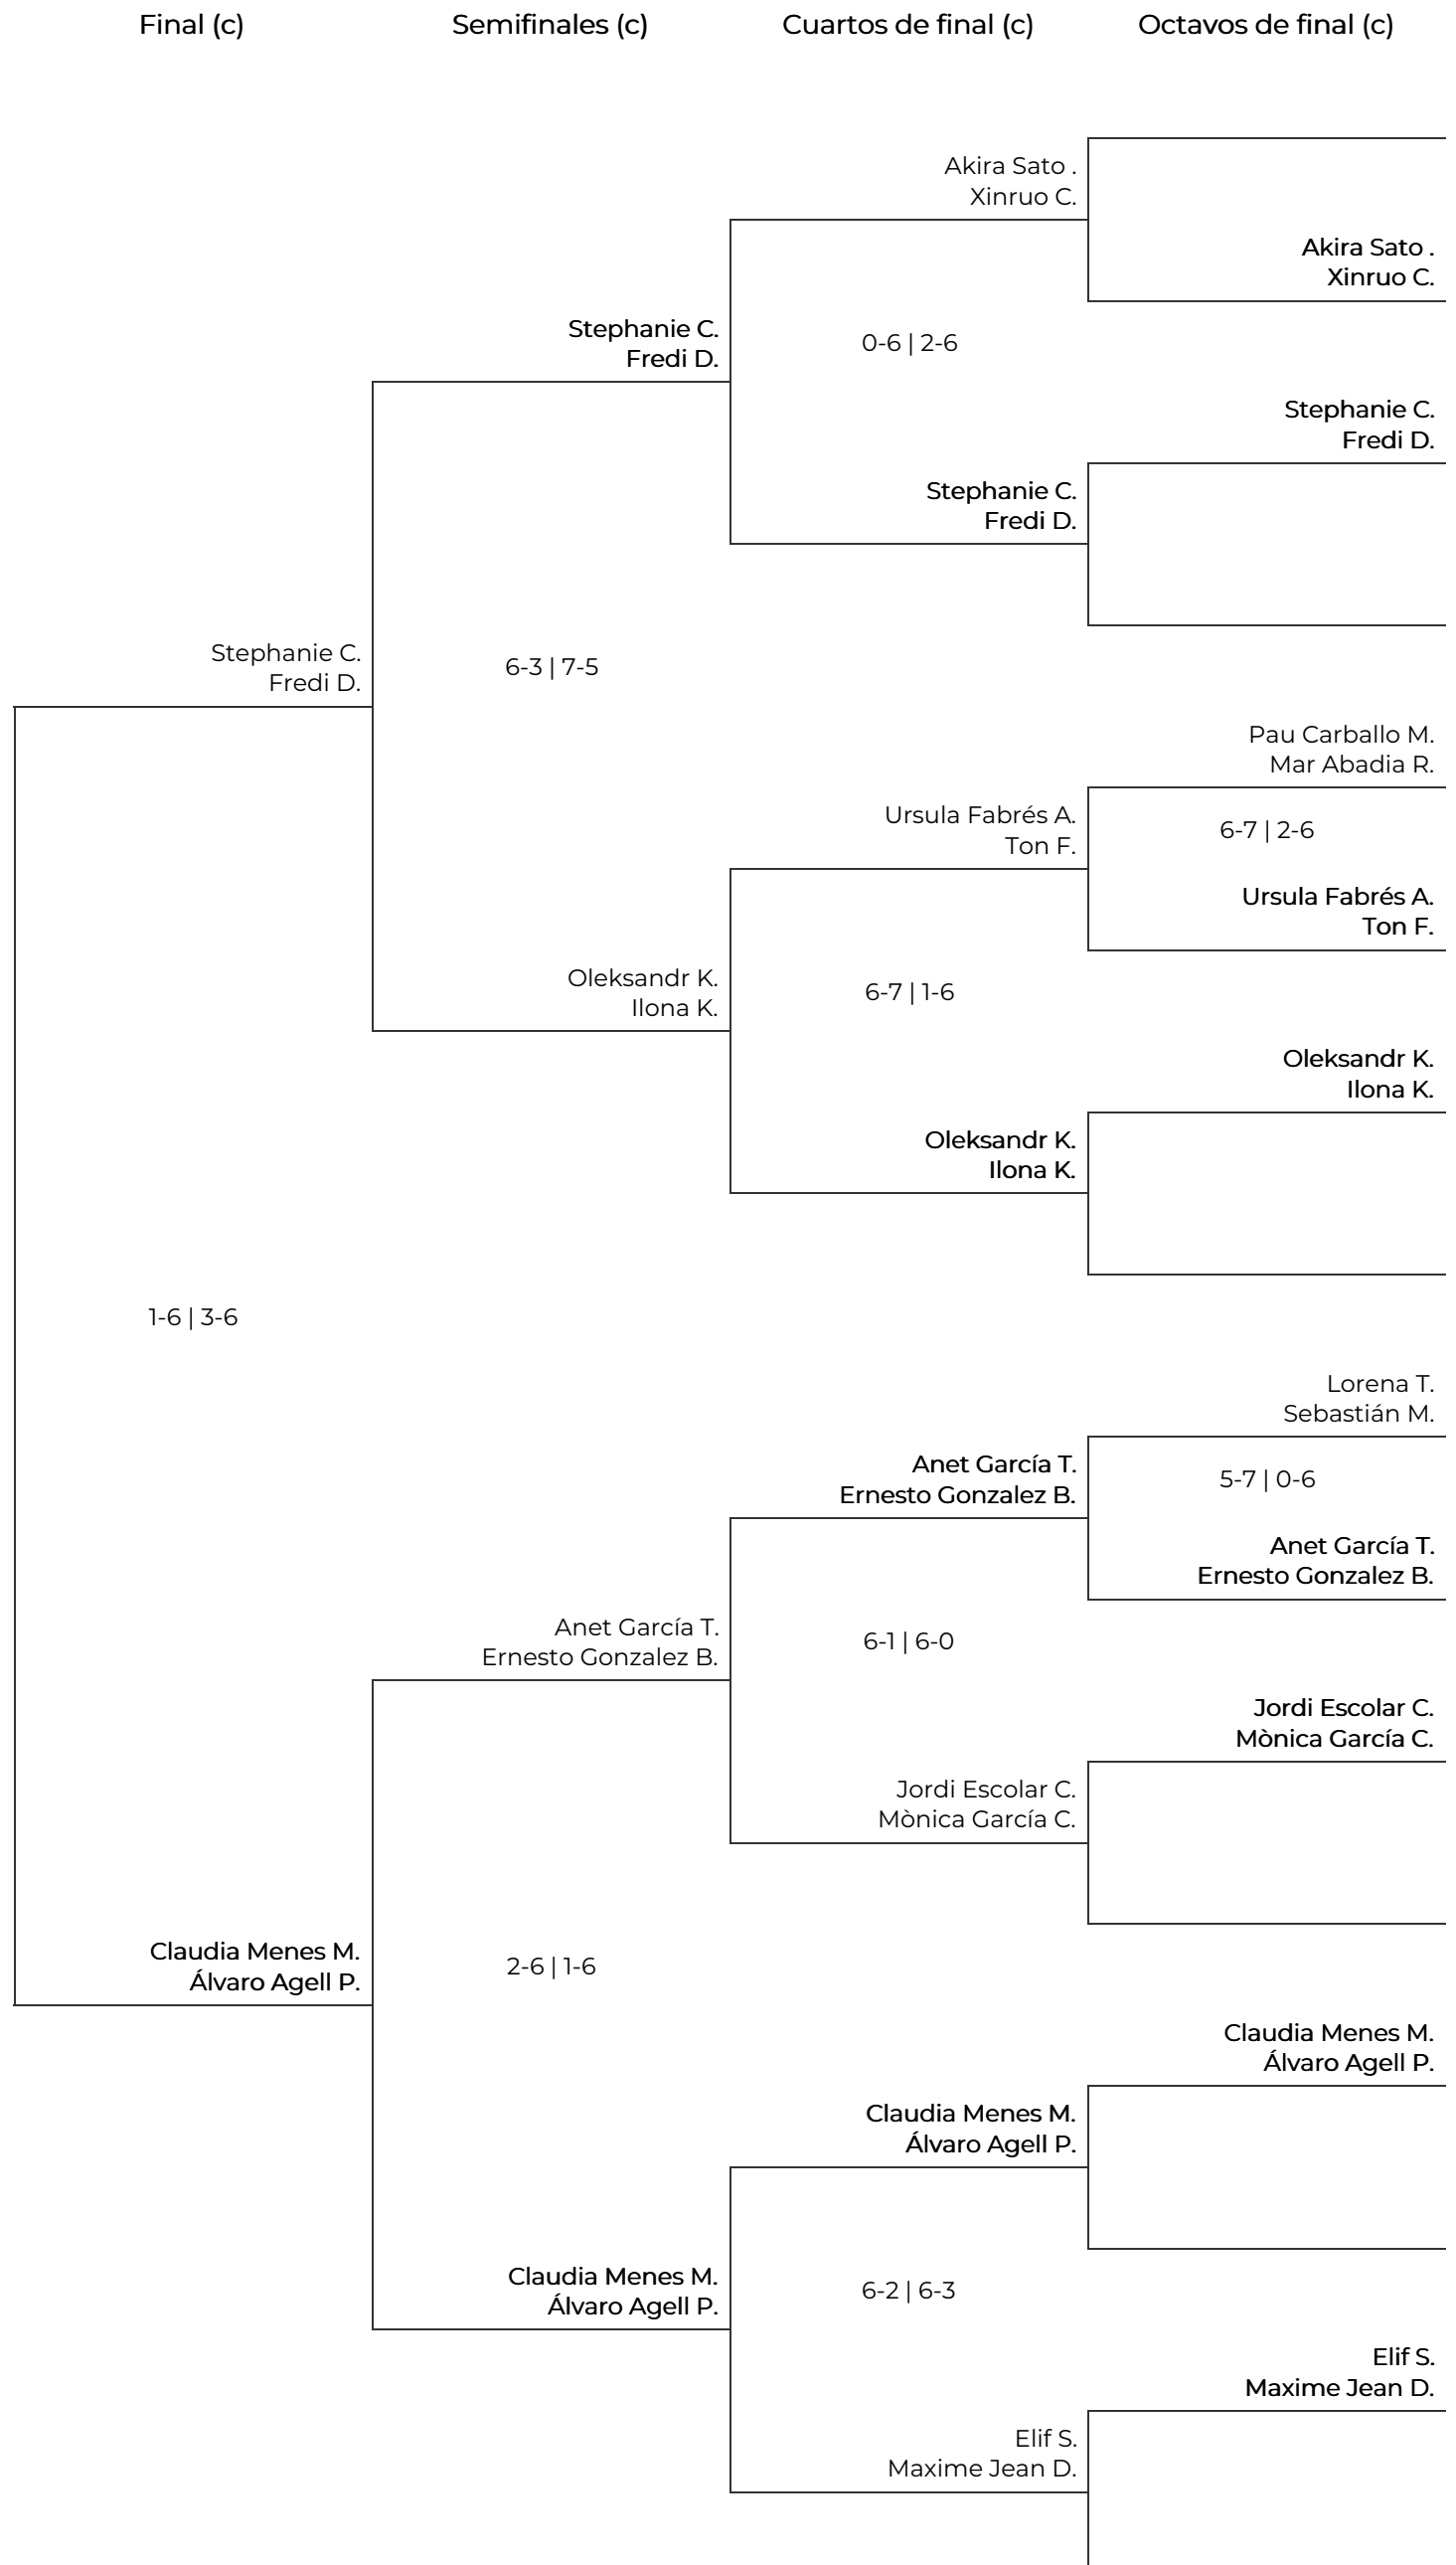 Final (c)
Semifinales (c)
Cuartos de final (c)
Octavos de final (c)
Akira Sato .
Xinruo C.
Akira Sato .
Xinruo C.
Stephanie C.
Fredi D.
0-6 | 2-6
Stephanie C.
Fredi D.
Stephanie C.
Fredi D.
Stephanie C.
Fredi D.
6-3 | 7-5
Pau Carballo M.
Mar Abadia R.
Ursula Fabrés A.
Ton F.
6-7 | 2-6
Ursula Fabrés A.
Ton F.
Oleksandr K.
Ilona K.
6-7 | 1-6
Oleksandr K.
Ilona K.
Oleksandr K.
Ilona K.
1-6 | 3-6
Lorena T.
Sebastián M.
Anet García T.
Ernesto Gonzalez B.
5-7 | 0-6
Anet García T.
Ernesto Gonzalez B.
Anet García T.
Ernesto Gonzalez B.
6-1 | 6-0
Jordi Escolar C.
Mònica García C.
Jordi Escolar C.
Mònica García C.
Claudia Menes M.
Álvaro Agell P.
2-6 | 1-6
Claudia Menes M.
Álvaro Agell P.
Claudia Menes M.
Álvaro Agell P.
Claudia Menes M.
Álvaro Agell P.
6-2 | 6-3
Elif S.
Maxime Jean D.
Elif S.
Maxime Jean D.